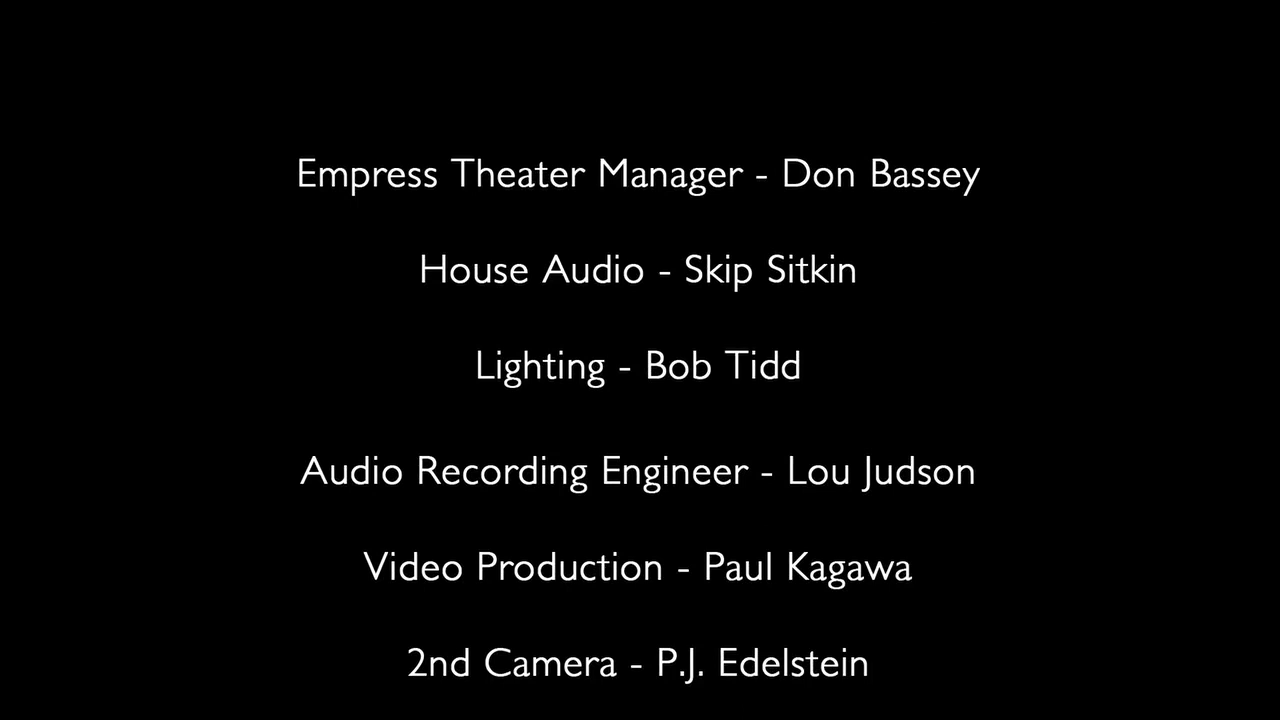 Empress Theater Manager - Don Bassey
House Audio - Skip Sitkin
Lighting - Bob Tidd
Audio Recording Engineer - Lou Judson
Video Production - Paul Kagawa
2nd Camera - P.J. Edelstein